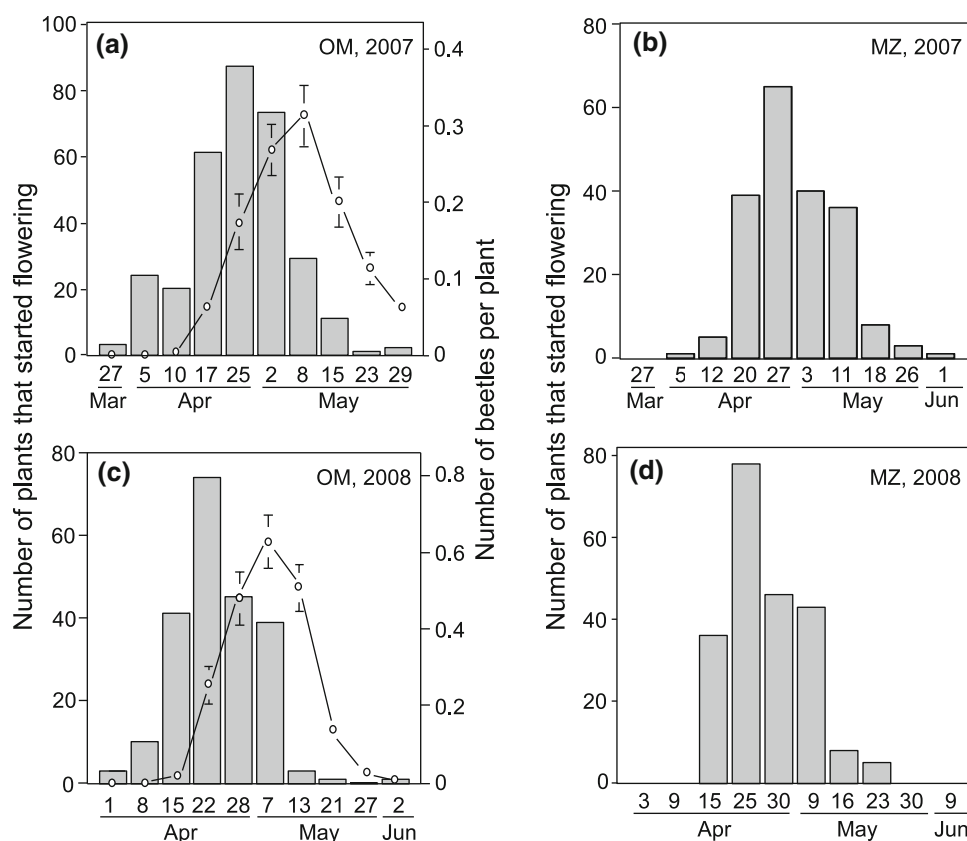 (a) OM, 2007
100
80
60
40
20
0
Number of plants that started flowering
0.4
0.3
0.2
0.1
0
Number of beetles per plant
27 5 10 17 25 2 8 15 23 29
Mar Apr May
(b) MZ, 2007
80
60
40
20
0
Number of plants that started flowering
27 5 12 20 27 3 11 18 26 1
Mar Apr May Jun
(c) OM, 2008
80
60
40
20
0
0.8
0.6
0.4
0.2
0
1 8 15 22 28 7 13 21 27 2
Apr May Jun
(d) MZ, 2008
80
60
40
20
0
3 9 15 25 30 9 16 23 30 9
Apr May Jun